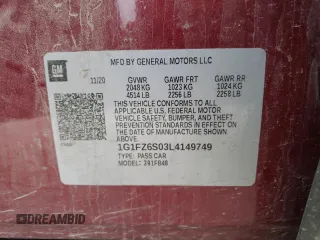 GM
MFD BY GENERAL MOTORS LLC
11/20
GVWR GAWR FRT GAWR RR
2048 KG 1023 KG 1024 KG
4514 LB 2256 LB 2258 LB
THIS VEHICLE CONFORMS TO ALL
APPLICABLE U.S. FEDERAL MOTOR
VEHICLE SAFETY, BUMPER, AND THEFT
PREVENTION STANDARDS IN EFFECT ON
THE DATE OF MANUFACTURE SHOWN ABOVE.
1G1FZ6S03L4149749
TYPE: PASS CAR
MODEL: 391FB48
DREAMBID